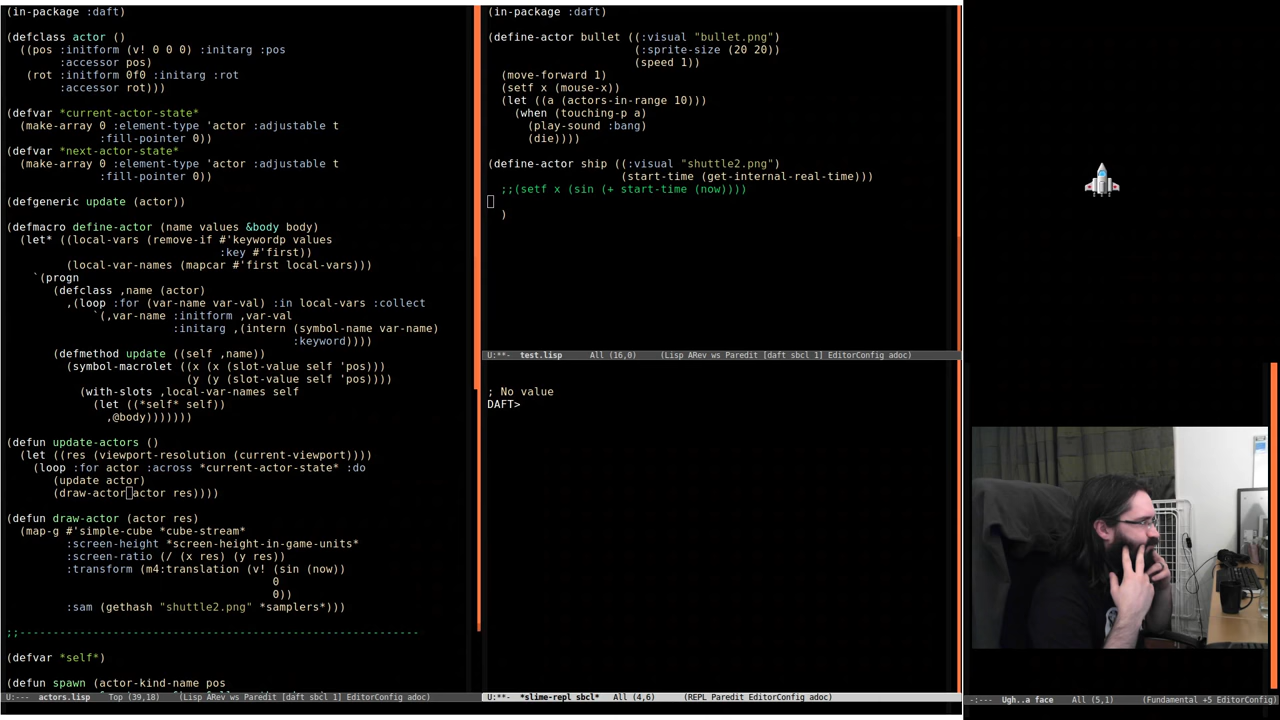 (in-package :daft)
(defclass actor ()
  ((pos :initform (v! 0 0 0) :initarg :pos
        :accessor pos)
   (rot :initform 0f0 :initarg :rot
        :accessor rot)))
(defvar *current-actor-state*
  (make-array 0 :element-type 'actor :adjustable t
              :fill-pointer 0))
(defvar *next-actor-state*
  (make-array 0 :element-type 'actor :adjustable t
              :fill-pointer 0))
(defgeneric update (actor))
(defmacro define-actor (name values &body body)
  (let* ((local-vars (remove-if #'keywordp values
                                :key #'first))
         (local-var-names (mapcar #'first local-vars)))
    `(progn
       (defclass ,name (actor)
         ,(loop :for (var-name var-val) :in local-vars :collect
             `(,var-name :initform ,var-val
                         :initarg ,(intern (symbol-name var-name)
                                           :keyword))))
       (defmethod update ((self ,name))
         (symbol-macrolet ((x (x (slot-value self 'pos)))
                           (y (y (slot-value self 'pos))))
           (with-slots ,local-var-names self
             (let ((*self* self))
               ,@body)))))))
(defun update-actors ()
  (let ((res (viewport-resolution (current-viewport))))
    (loop :for actor :across *current-actor-state* :do
       (update actor)
       (draw-actor actor res))))
(defun draw-actor (actor res)
  (map-g #'simple-cube *cube-stream*
         :screen-height *screen-height-in-game-units*
         :screen-ratio (/ (x res) (y res))
         :transform (m4:translation (v! (sin (now))
                                        0
                                        0))
         :sam (gethash "shuttle2.png" *samplers*)))
;;------------------------------------------------------------
(defvar *self*)
(defun spawn (actor-kind-name pos
U:--- actors.lisp Top (39,18) (Lisp ARev ws Paredit [daft sbcl 1] EditorConfig adoc)
(in-package :daft)
(define-actor bullet ((:visual "bullet.png")
                      (:sprite-size (20 20))
                      (speed 1))
  (move-forward 1)
  (setf x (mouse-x))
  (let ((a (actors-in-range 10)))
    (when (touching-p a)
      (play-sound :bang)
      (die))))
(define-actor ship ((:visual "shuttle2.png")
                    (start-time (get-internal-real-time)))
  ;;(setf x (sin (+ start-time (now))))
  )
U:**- test.lisp All (16,0) (Lisp ARev ws Paredit [daft sbcl 1] EditorConfig adoc)
; No value
DAFT>
U:**- *slime-repl sbcl* All (4,6) (REPL Paredit EditorConfig adoc)
-:--- Ugh..a face All (5,1) (Fundamental +5 EditorConfig)